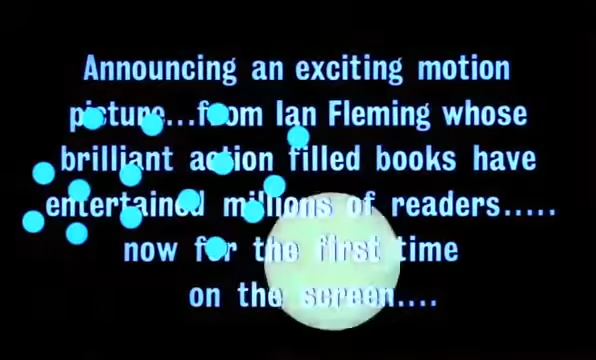 Announcing an exciting motion
picture...from Ian Fleming whose
brilliant action filled books have
entertained millions of readers.....
now for the first time
on the screen....